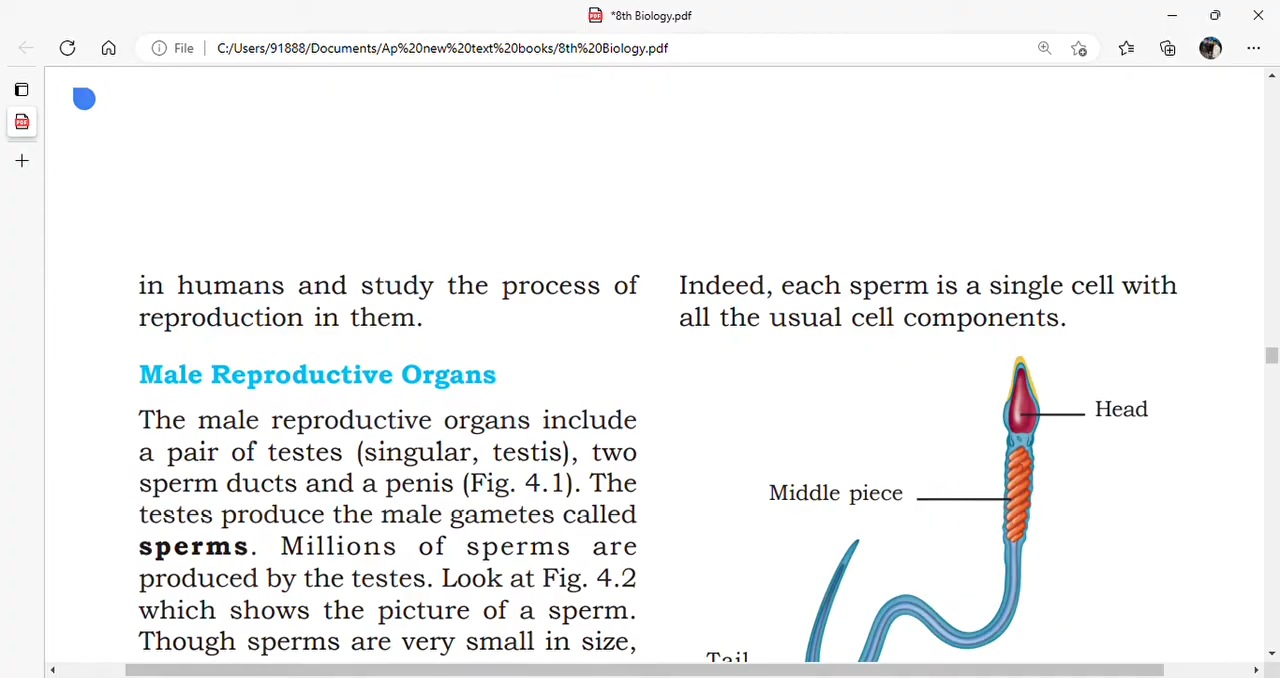 *8th Biology.pdf
File
C:/Users/91888/Documents/Ap%20new%20text%20books/8th%20Biology.pdf
in humans and study the process of
reproduction in them.
Male Reproductive Organs
The male reproductive organs include
a pair of testes (singular, testis), two
sperm ducts and a penis (Fig. 4.1). The
testes produce the male gametes called
sperms. Millions of sperms are
produced by the testes. Look at Fig. 4.2
which shows the picture of a sperm.
Though sperms are very small in size,
Indeed, each sperm is a single cell with
all the usual cell components.
Head
Middle piece
Tail